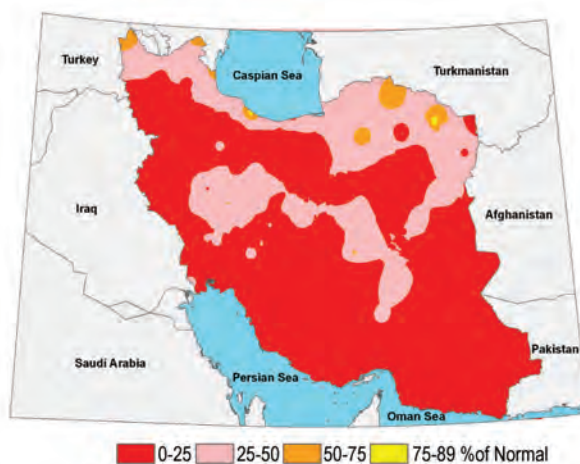 Turkey
Caspian Sea
Turkmanistan
Iraq
Afghanistan
Saudi Arabia
Persian Sea
Pakistan
Oman Sea
0-25 25-50 50-75 75-89 %of Normal